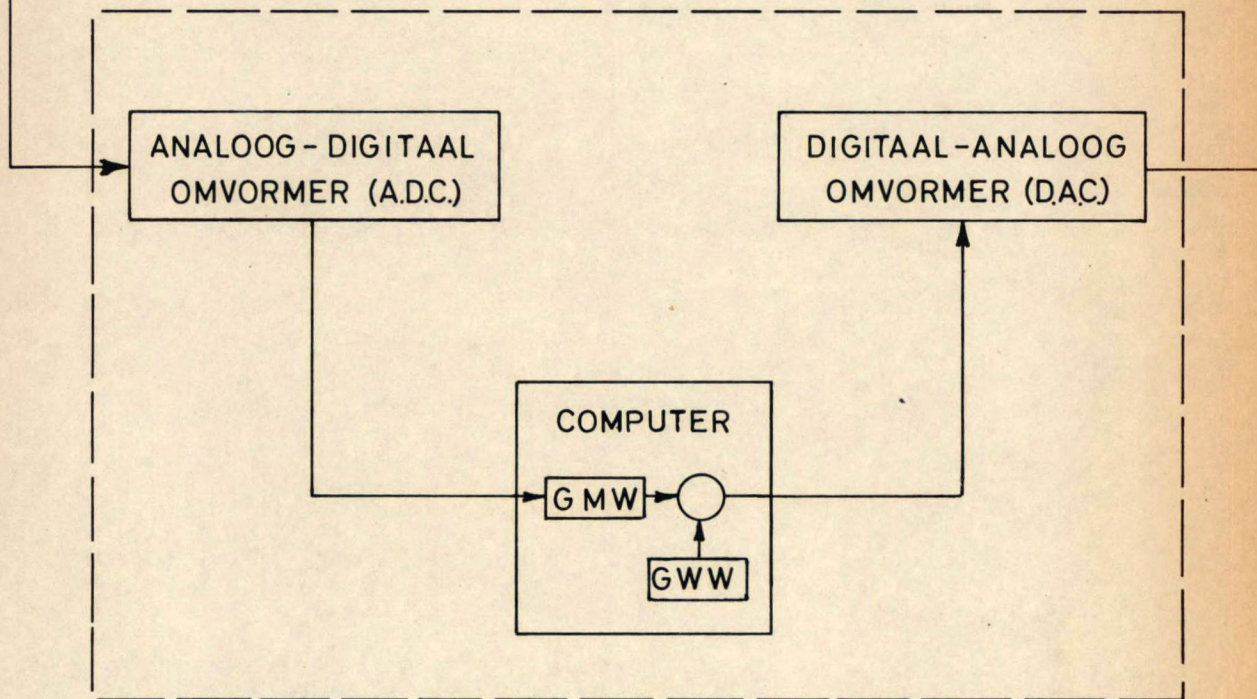 ANALOOG-DIGITAAL
OMVORMER (A.D.C.)
DIGITAAL-ANALOOG
OMVORMER (D.A.C.)
COMPUTER
GMW
GWW